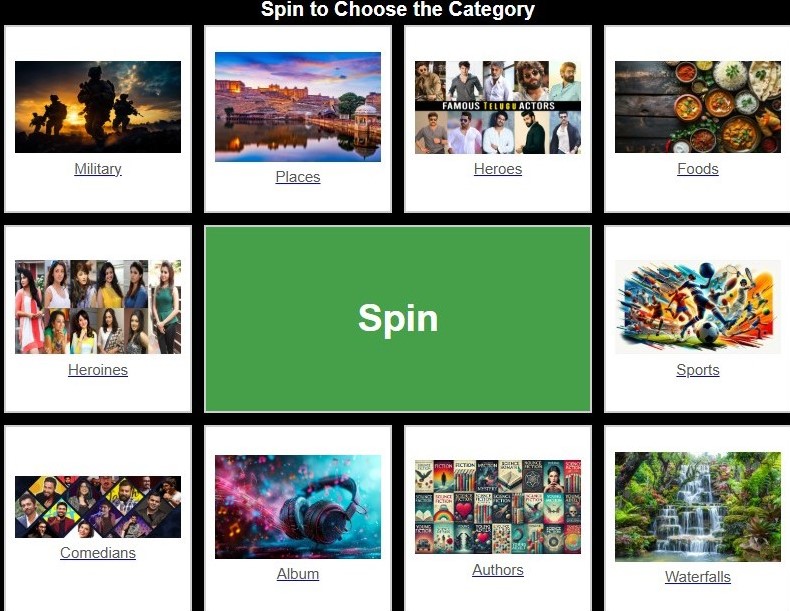 Spin to Choose the Category
Military
Places
FAMOUS TELUGU ACTORS
Heroes
Foods
Heroines
Spin
Sports
Comedians
Album
Authors
Waterfalls